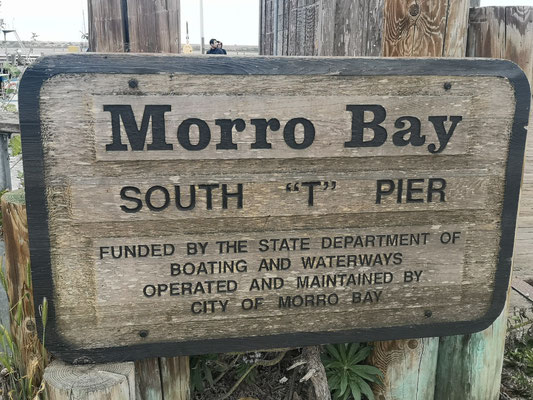 Morro Bay
SOUTH “T” PIER
FUNDED BY THE STATE DEPARTMENT OF
BOATING AND WATERWAYS
OPERATED AND MAINTAINED BY
CITY OF MORRO BAY